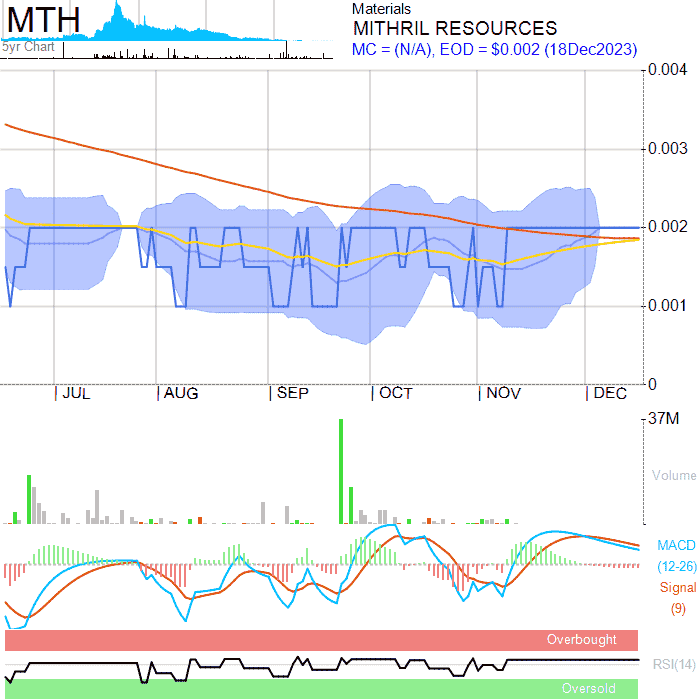 MTH
5yr Chart
Materials
MITHRIL RESOURCES
MC = (N/A), EOD = $0.002 (18Dec2023)
0.004
0.003
0.002
0.001
0
JUL AUG SEP OCT NOV DEC
37M
Volume
MACD
(12-26)
Signal
(9)
Overbought
RSI(14)
Oversold